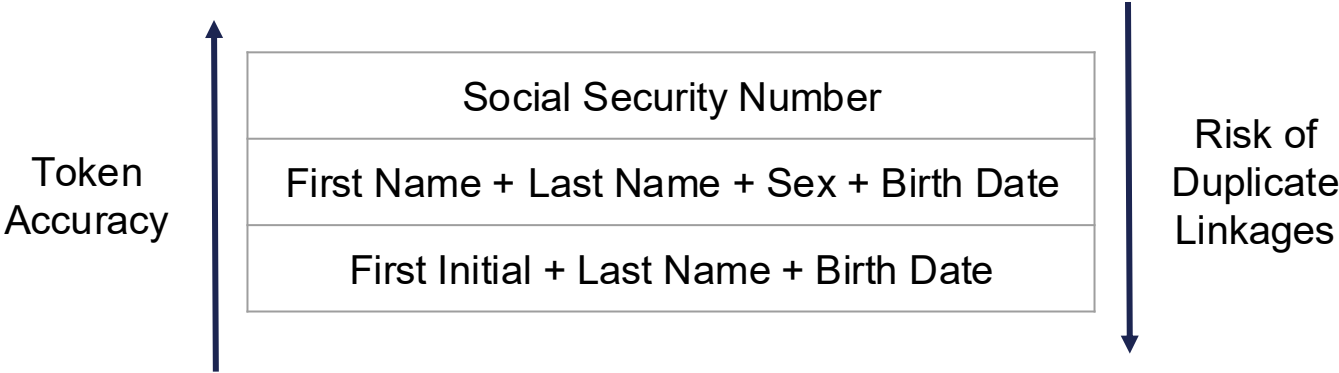 Token
Accuracy
Social Security Number
First Name + Last Name + Sex + Birth Date
First Initial + Last Name + Birth Date
Risk of
Duplicate
Linkages